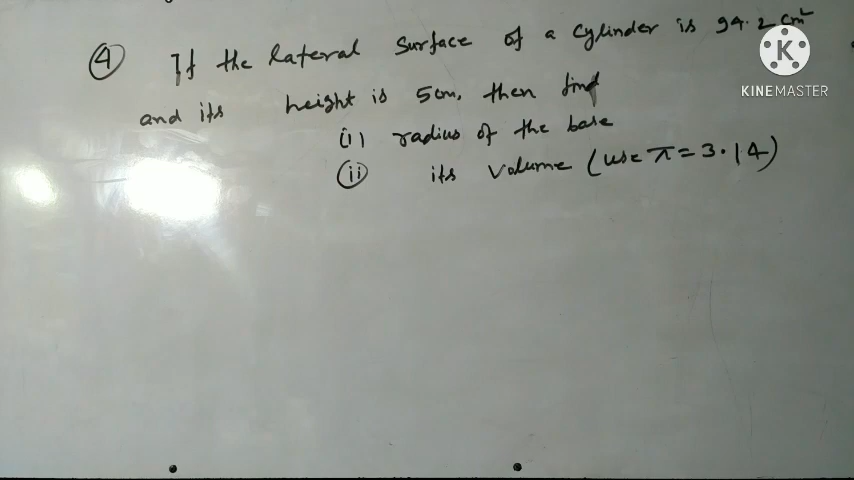 ④ If the lateral surface of a cylinder is 94.2 cm²
and its height is 5cm, then find
(i) radius of the base
(ii) its volume (use π = 3.14)
K
KINEMASTER